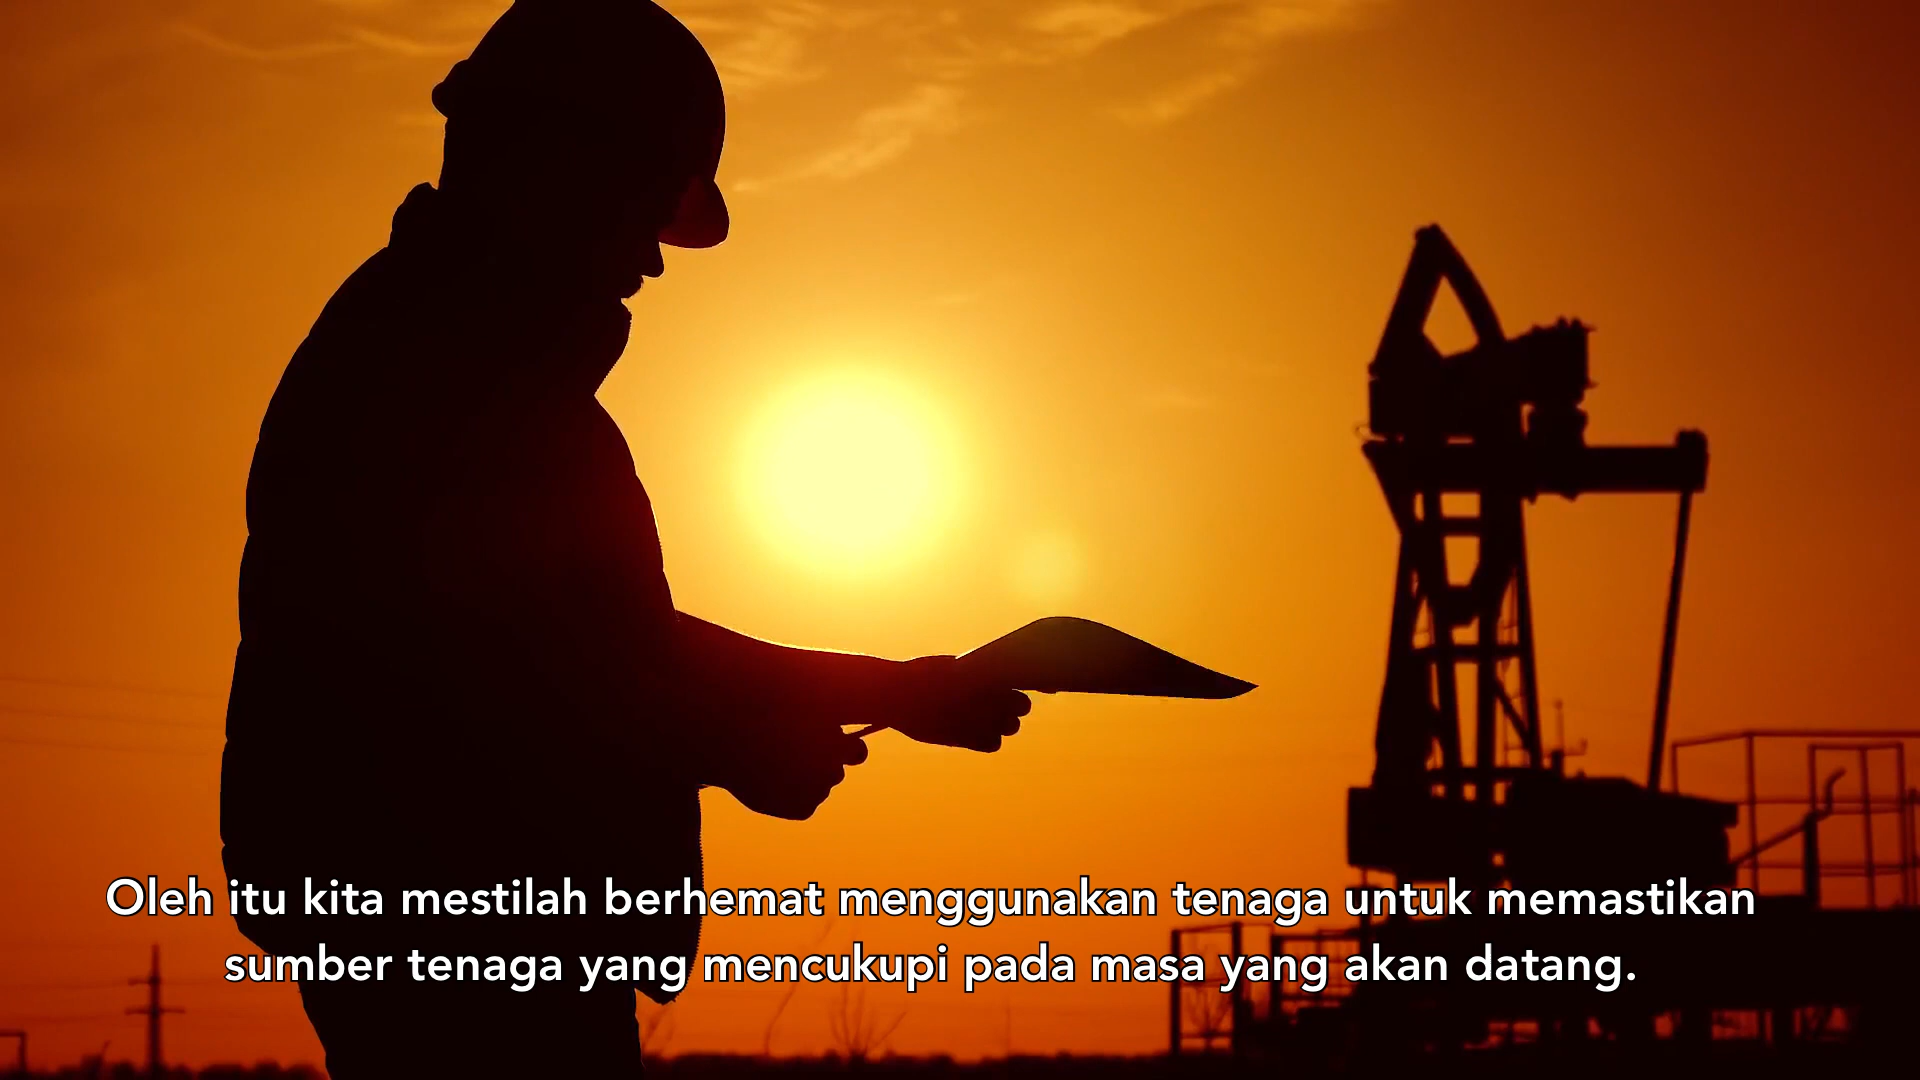 Oleh itu kita mestilah berhemat menggunakan tenaga untuk memastikan
sumber tenaga yang mencukupi pada masa yang akan datang.